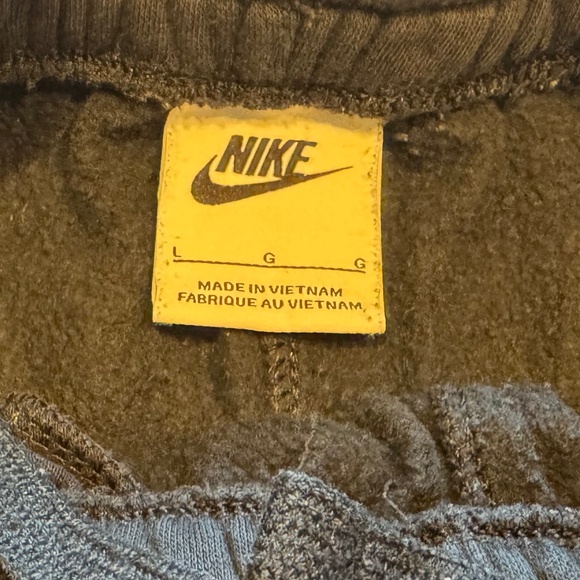 NIKE
L G G
MADE IN VIETNAM
FABRIQUE AU VIETNAM